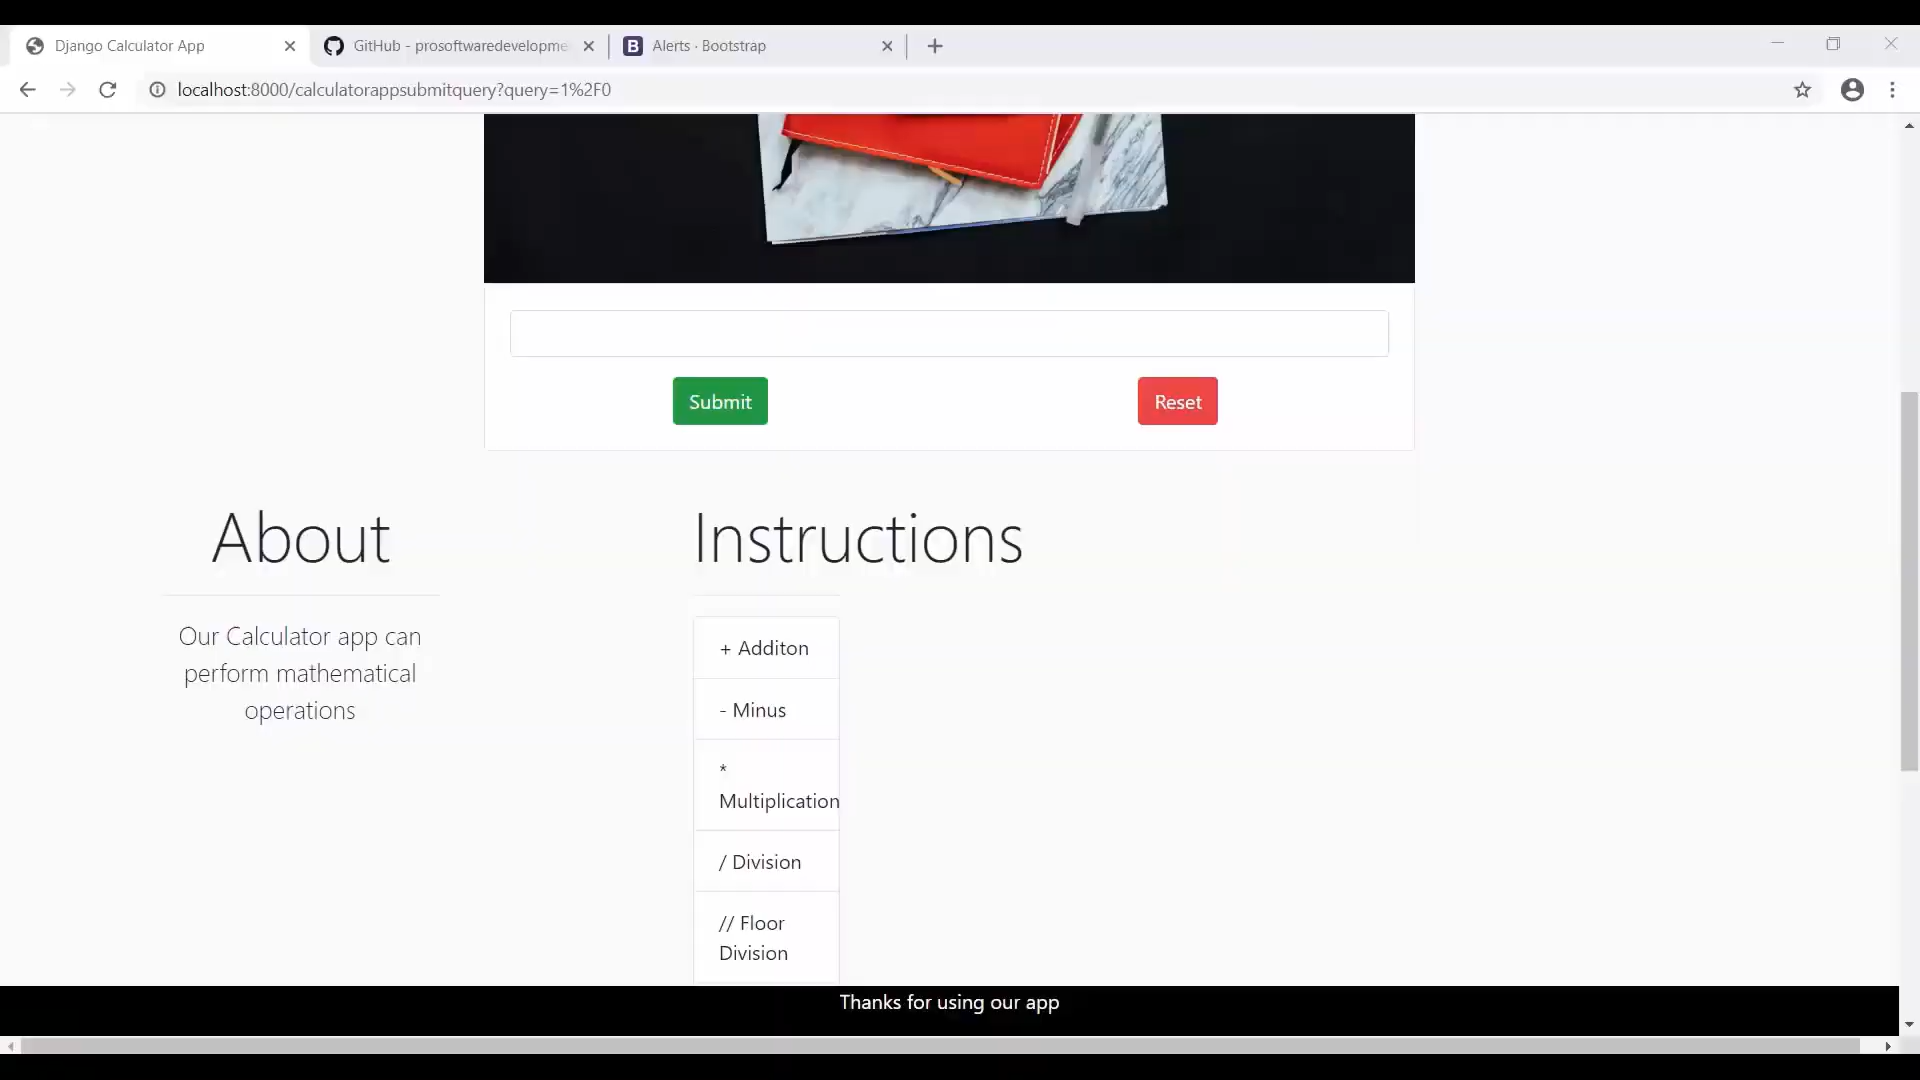 Django Calculator App
GitHub - prosoftwaredevelopme
B Alerts · Bootstrap
localhost:8000/calculatorappsubmitquery?query=1%2F0
Submit
Reset
About
Our Calculator app can
perform mathematical
operations
Instructions
+ Additon
- Minus
*
Multiplication
/ Division
// Floor
Division
Thanks for using our app